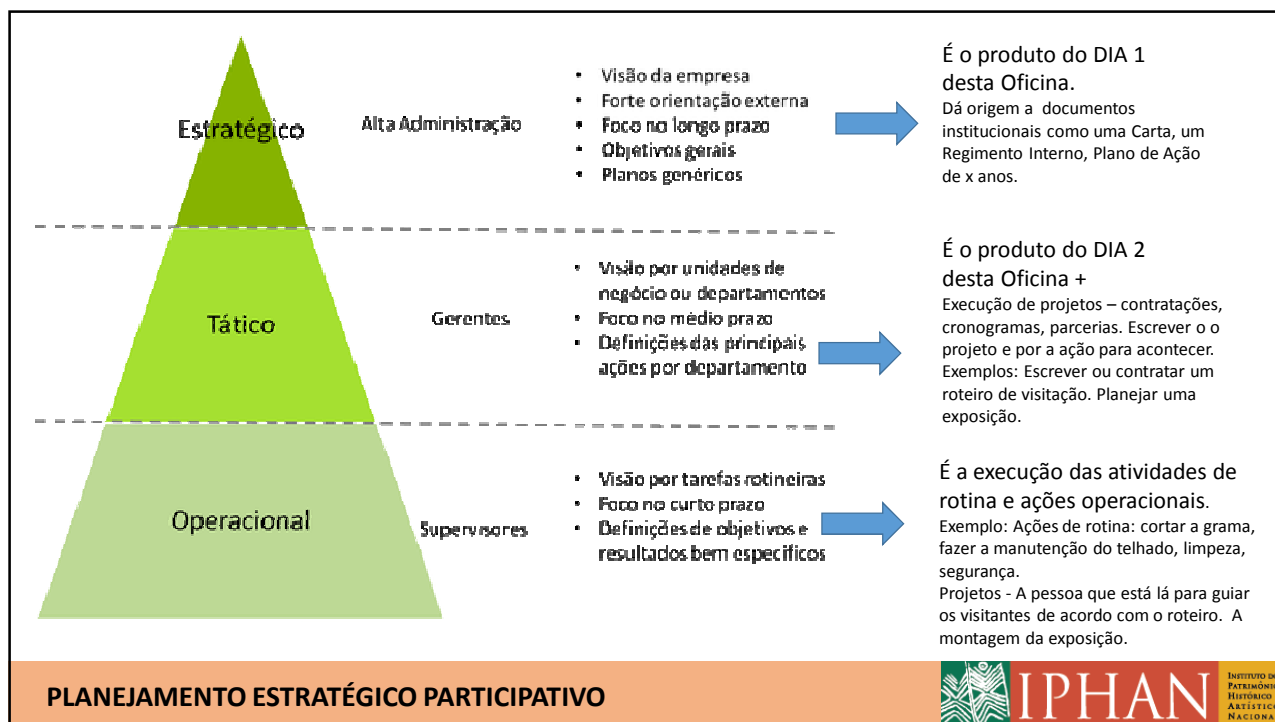 Estratégico
Alta Administração
• Visão da empresa
• Forte orientação externa
• Foco no longo prazo
• Objetivos gerais
• Planos genéricos
É o produto do DIA 1
desta Oficina.
Dá origem a documentos
institucionais como uma Carta, um
Regimento Interno, Plano de Ação
de x anos.
Tático
Gerentes
• Visão por unidades de
negócio ou departamentos
• Foco no médio prazo
• Definições das principais
ações por departamento
É o produto do DIA 2
desta Oficina +
Execução de projetos – contratações,
cronogramas, parcerias. Escrever o o
projeto e por a ação para acontecer.
Exemplos: Escrever ou contratar um
roteiro de visitação. Planejar uma
exposição.
Operacional
Supervisores
• Visão por tarefas rotineiras
• Foco no curto prazo
• Definições de objetivos e
resultados bem específicos
É a execução das atividades de
rotina e ações operacionais.
Exemplo: Ações de rotina: cortar a grama,
fazer a manutenção do telhado, limpeza,
segurança.
Projetos - A pessoa que está lá para guiar
os visitantes de acordo com o roteiro. A
montagem da exposição.
PLANEJAMENTO ESTRATÉGICO PARTICIPATIVO
IPHAN
INSTITUTO DO
PATRIMÔNIO
HISTÓRICO
ARTÍSTICO
NACIONAL